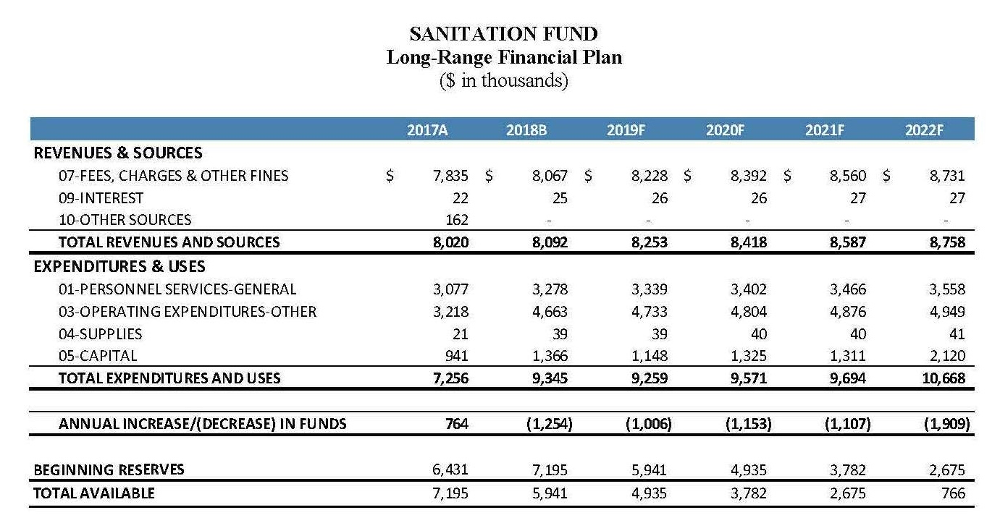 SANITATION FUND
Long-Range Financial Plan
($ in thousands)
2017A 2018B 2019F 2020F 2021F 2022F
REVENUES & SOURCES
07-FEES, CHARGES & OTHER FINES $ 7,835 $ 8,067 $ 8,228 $ 8,392 $ 8,560 $ 8,731
09-INTEREST 22 25 26 26 27 27
10-OTHER SOURCES 162 - - - - -
TOTAL REVENUES AND SOURCES 8,020 8,092 8,253 8,418 8,587 8,758
EXPENDITURES & USES
01-PERSONNEL SERVICES-GENERAL 3,077 3,278 3,339 3,402 3,466 3,558
03-OPERATING EXPENDITURES-OTHER 3,218 4,663 4,733 4,804 4,876 4,949
04-SUPPLIES 21 39 39 40 40 41
05-CAPITAL 941 1,366 1,148 1,325 1,311 2,120
TOTAL EXPENDITURES AND USES 7,256 9,345 9,259 9,571 9,694 10,668
ANNUAL INCREASE/(DECREASE) IN FUNDS 764 (1,254) (1,006) (1,153) (1,107) (1,909)
BEGINNING RESERVES 6,431 7,195 5,941 4,935 3,782 2,675
TOTAL AVAILABLE 7,195 5,941 4,935 3,782 2,675 766